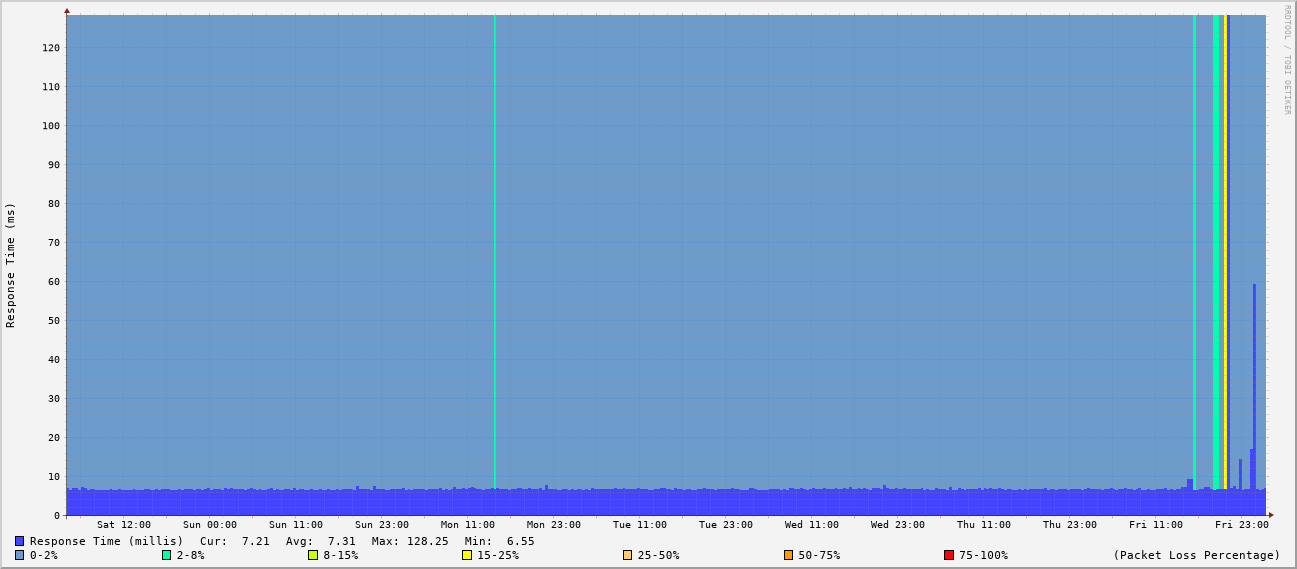 RRDTOOL / TOBI OETIKER
Response Time (ms)
120
110
100
90
80
70
60
50
40
30
20
10
0
Sat 12:00 Sun 00:00 Sun 11:00 Sun 23:00 Mon 11:00 Mon 23:00 Tue 11:00 Tue 23:00 Wed 11:00 Wed 23:00 Thu 11:00 Thu 23:00 Fri 11:00 Fri 23:00
Response Time (millis) Cur: 7.21 Avg: 7.31 Max: 128.25 Min: 6.55
0-2% 2-8% 8-15% 15-25% 25-50% 50-75% 75-100% (Packet Loss Percentage)